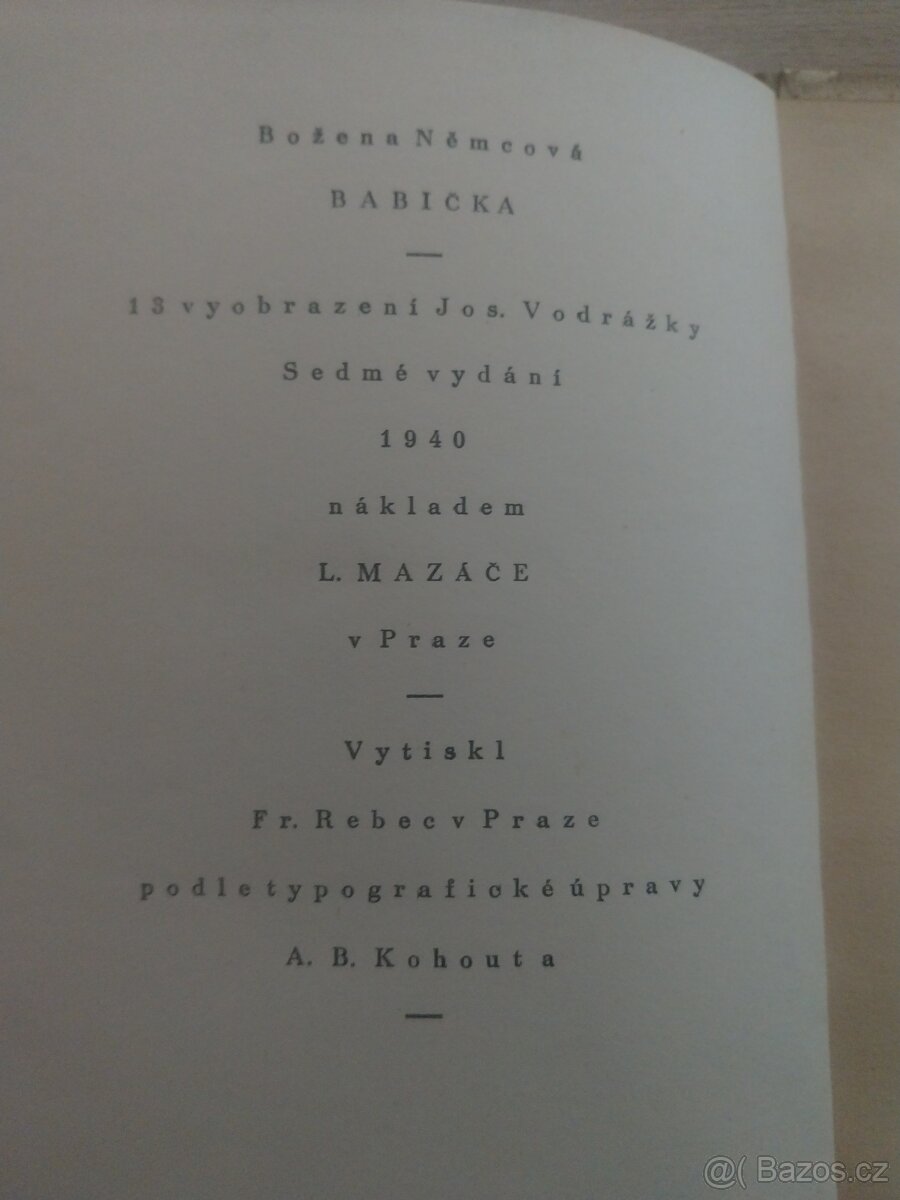 Božena Němcová
BABIČKA
13 vyobrazení Jos. Vodrážky
Sedmé vydání
1940
nákladem
L. MAZÁČE
v Praze
Vytiskl
Fr. Rebec v Praze
podle typografické úpravy
A. B. Kohouta
@( Bazos.cz